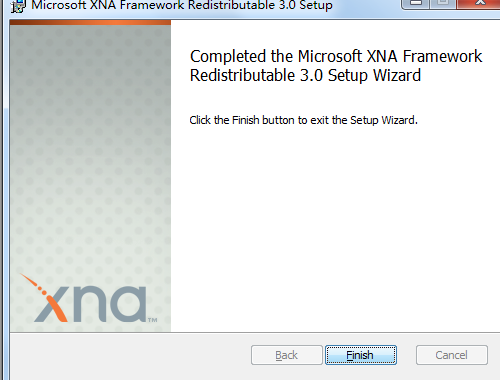 Microsoft XNA Framework Redistributable 3.0 Setup
Completed the Microsoft XNA Framework
Redistributable 3.0 Setup Wizard
Click the Finish button to exit the Setup Wizard.
xna™
Back
Finish
Cancel